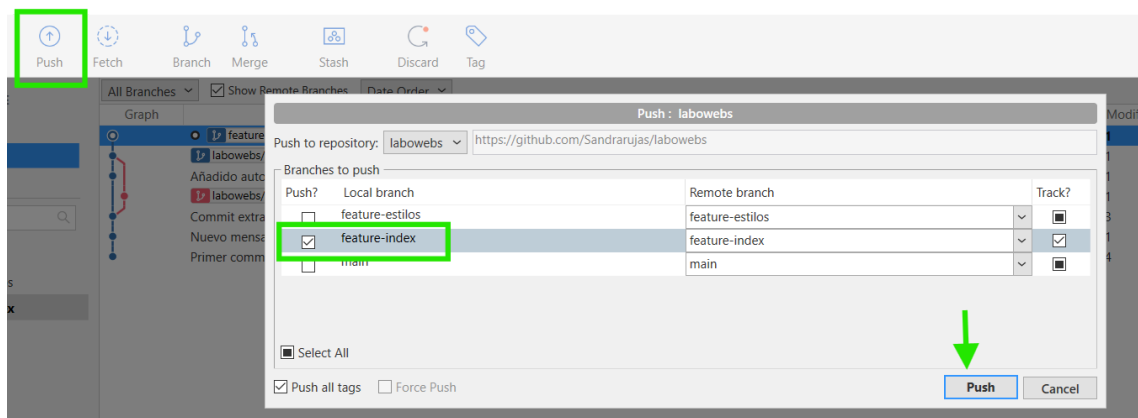 Push Fetch Branch Merge Stash Discard Tag
All Branches Show Remote Branches Date Order
Graph
Push : labowebs
feature
Push to repository: labowebs https://github.com/Sandrarujas/labowebs
labowebs/
Branches to push
Añadido auto
Push? Local branch Remote branch Track?
labowebs/
feature-estilos feature-estilos
Commit extra
feature-index feature-index
Nuevo mensa
main main
Primer comm
Select All
Push all tags Force Push
Push Cancel